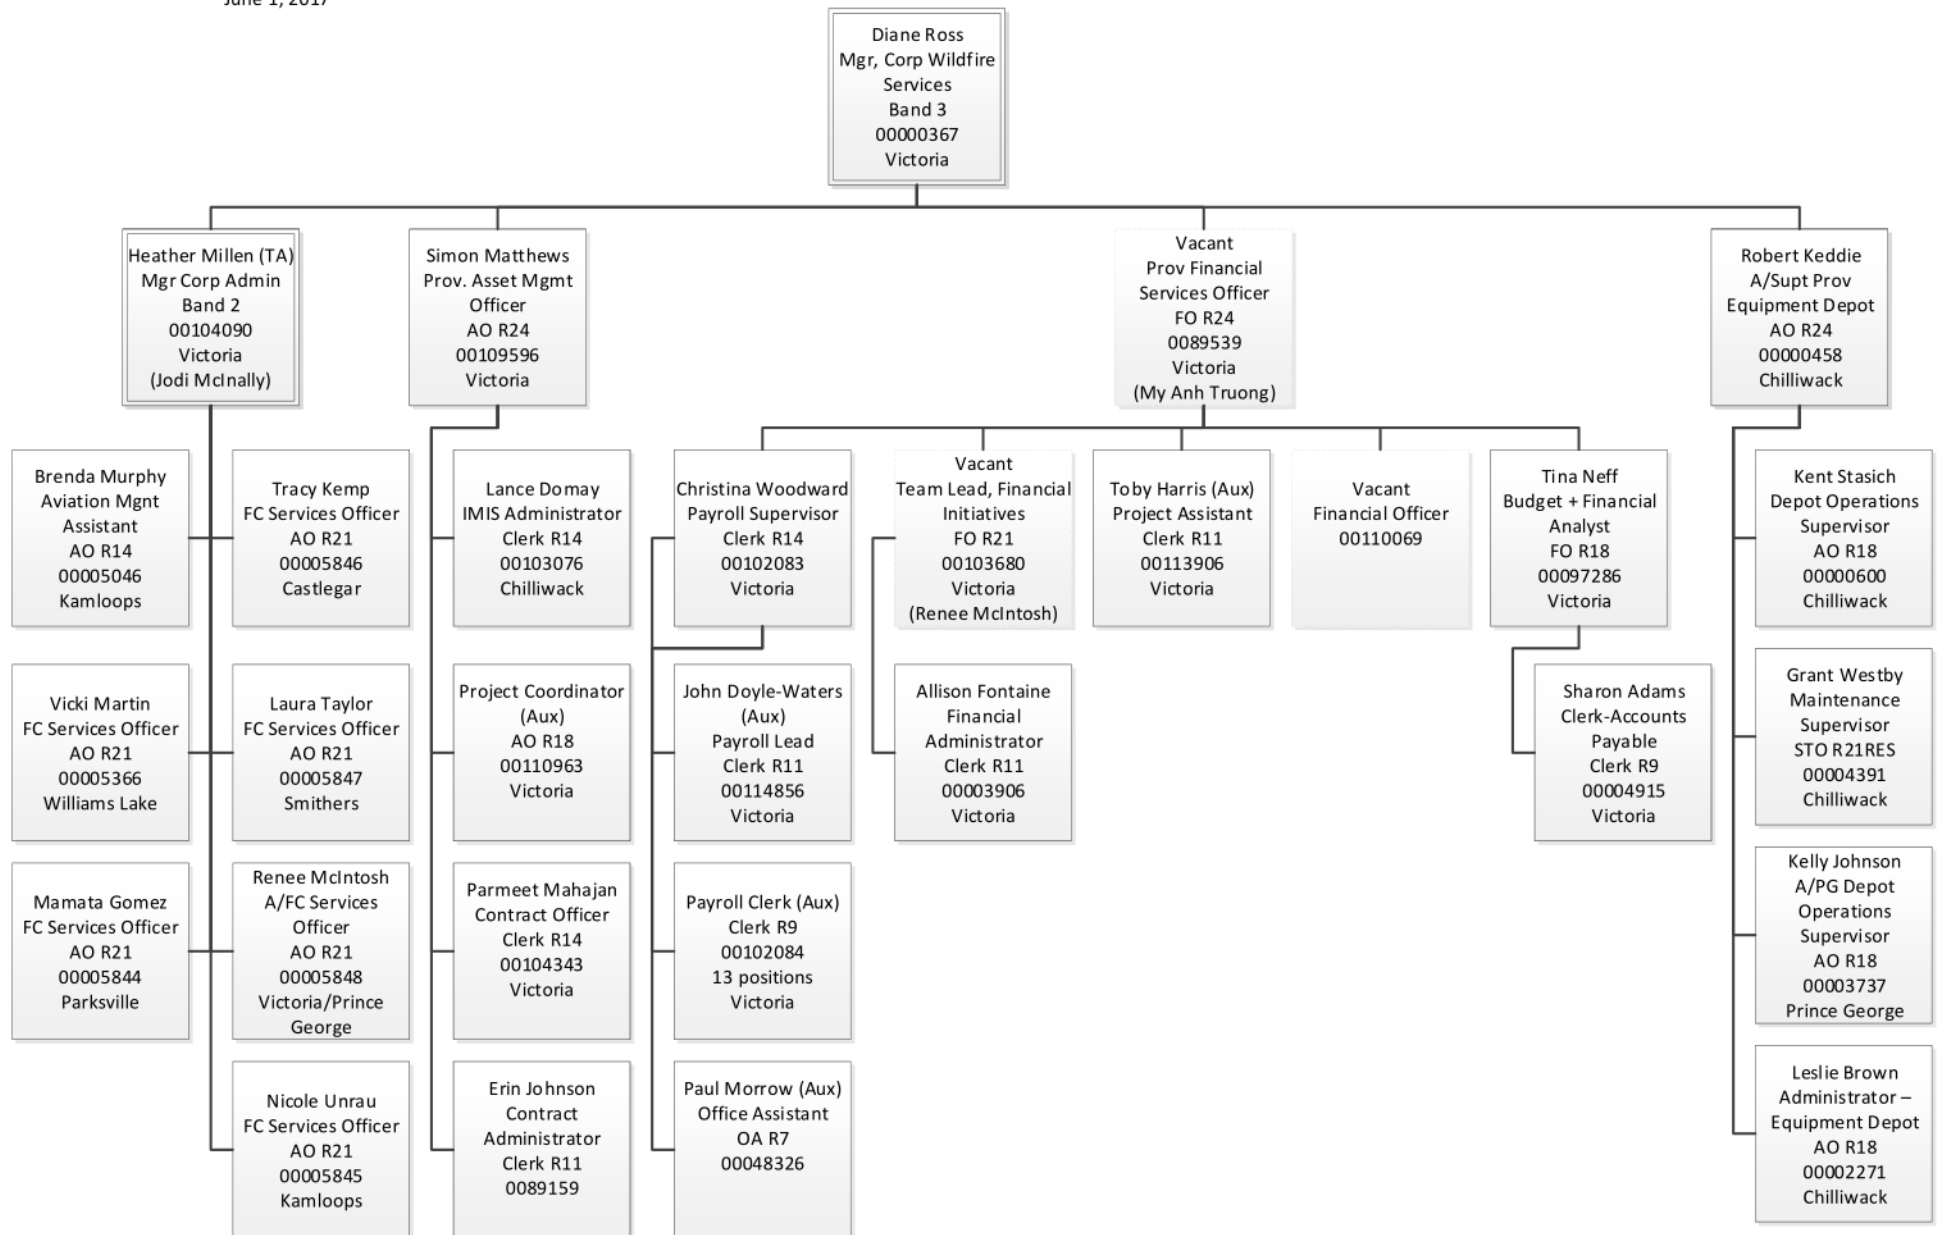 June 1, 2017
Diane Ross
Mgr, Corp Wildfire
Services
Band 3
00000367
Victoria
Heather Millen (TA)
Mgr Corp Admin
Band 2
00104090
Victoria
(Jodi McInally)
Simon Matthews
Prov. Asset Mgmt
Officer
AO R24
00109596
Victoria
Vacant
Prov Financial
Services Officer
FO R24
0089539
Victoria
(My Anh Truong)
Robert Keddie
A/Supt Prov
Equipment Depot
AO R24
00000458
Chilliwack
Brenda Murphy
Aviation Mgnt
Assistant
AO R14
00005046
Kamloops
Tracy Kemp
FC Services Officer
AO R21
00005846
Castlegar
Lance Domay
IMIS Administrator
Clerk R14
00103076
Chilliwack
Christina Woodward
Payroll Supervisor
Clerk R14
00102083
Victoria
Vacant
Team Lead, Financial
Initiatives
FO R21
00103680
Victoria
(Renee McIntosh)
Toby Harris (Aux)
Project Assistant
Clerk R11
00113906
Victoria
Vacant
Financial Officer
00110069
Tina Neff
Budget + Financial
Analyst
FO R18
00097286
Victoria
Kent Stasich
Depot Operations
Supervisor
AO R18
00000600
Chilliwack
Vicki Martin
FC Services Officer
AO R21
00005366
Williams Lake
Laura Taylor
FC Services Officer
AO R21
00005847
Smithers
Project Coordinator
(Aux)
AO R18
00110963
Victoria
John Doyle-Waters
(Aux)
Payroll Lead
Clerk R11
00114856
Victoria
Allison Fontaine
Financial
Administrator
Clerk R11
00003906
Victoria
Sharon Adams
Clerk-Accounts
Payable
Clerk R9
00004915
Victoria
Grant Westby
Maintenance
Supervisor
STO R21RES
00004391
Chilliwack
Mamata Gomez
FC Services Officer
AO R21
00005844
Parksville
Renee McIntosh
A/FC Services
Officer
AO R21
00005848
Victoria/Prince
George
Parmeet Mahajan
Contract Officer
Clerk R14
00104343
Victoria
Payroll Clerk (Aux)
Clerk R9
00102084
13 positions
Victoria
Kelly Johnson
A/PG Depot
Operations
Supervisor
AO R18
00003737
Prince George
Nicole Unrau
FC Services Officer
AO R21
00005845
Kamloops
Erin Johnson
Contract
Administrator
Clerk R11
0089159
Paul Morrow (Aux)
Office Assistant
OA R7
00048326
Leslie Brown
Administrator –
Equipment Depot
AO R18
00002271
Chilliwack